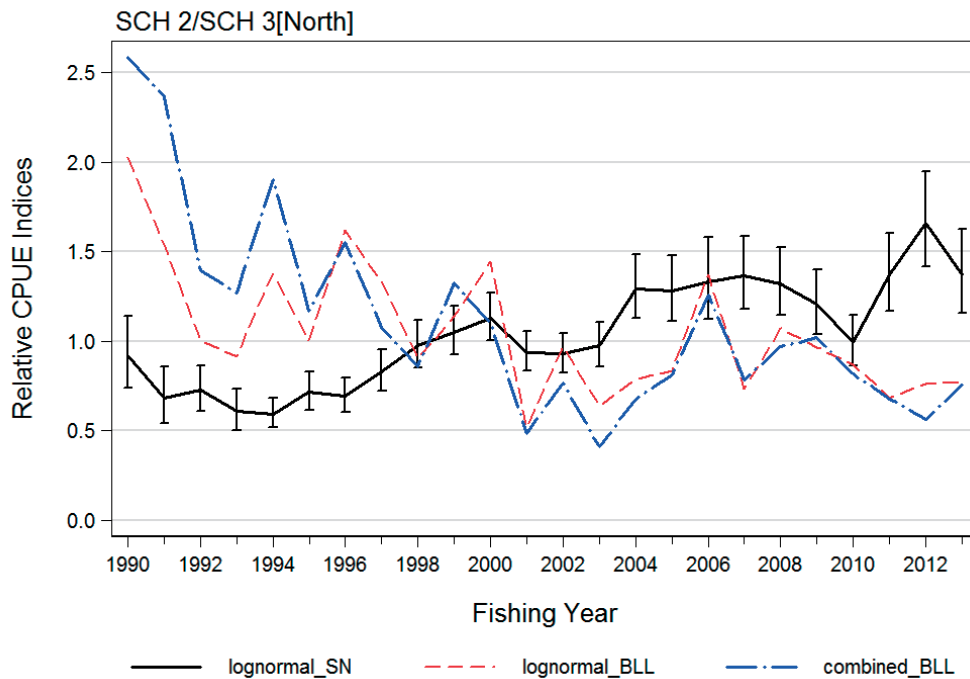 SCH 2/SCH 3[North]
2.5
2.0
1.5
1.0
0.5
0.0
Relative CPUE Indices
1990 1992 1994 1996 1998 2000 2002 2004 2006 2008 2010 2012
Fishing Year
lognormal_SN lognormal_BLL combined_BLL